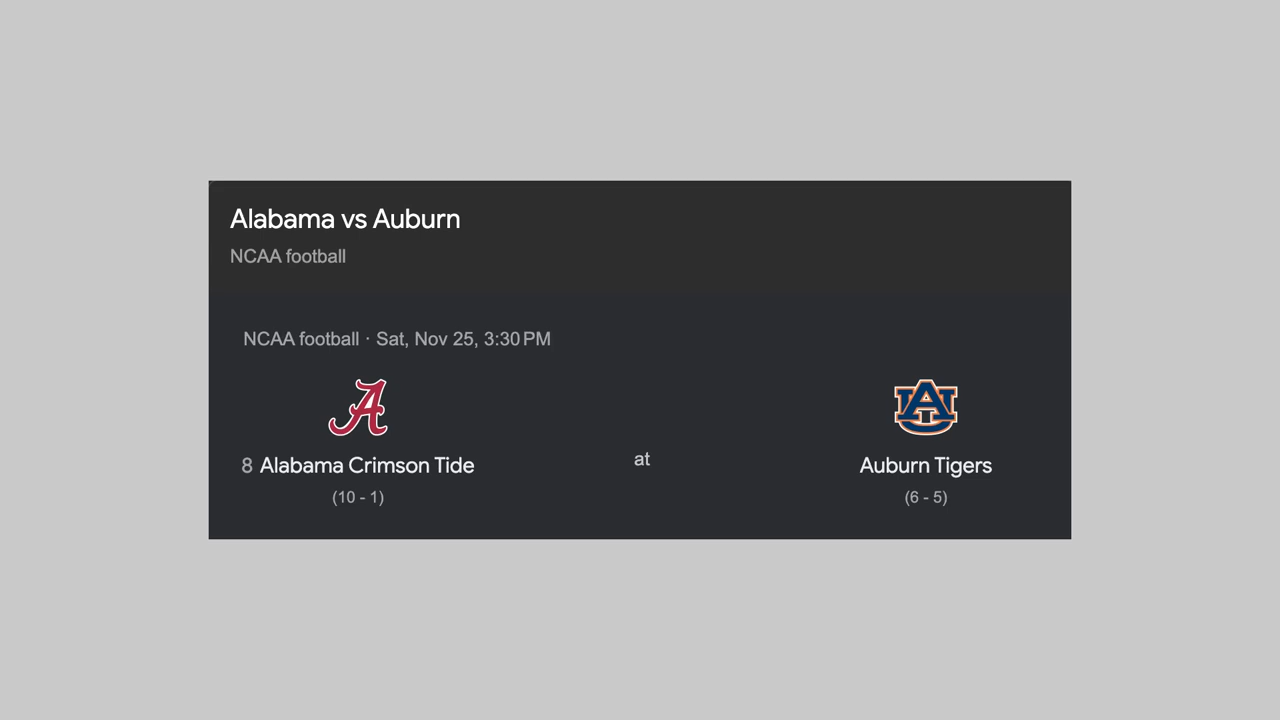 Alabama vs Auburn
NCAA football
NCAA football · Sat, Nov 25, 3:30 PM
8 Alabama Crimson Tide
(10 - 1)
at
Auburn Tigers
(6 - 5)